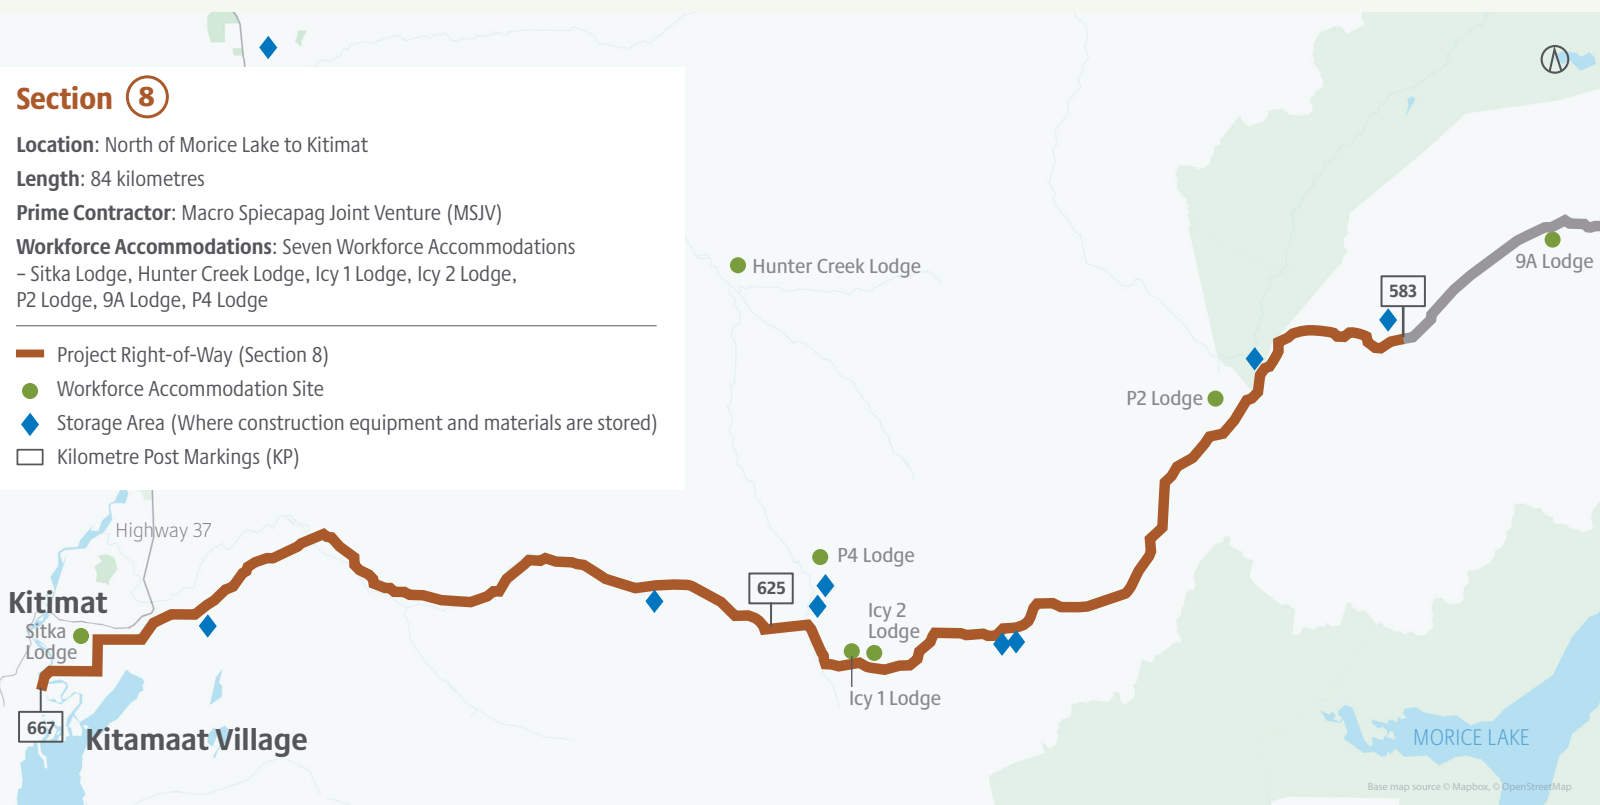 Section 8
Location: North of Morice Lake to Kitimat
Length: 84 kilometres
Prime Contractor: Macro Spiecapag Joint Venture (MSJV)
Workforce Accommodations: Seven Workforce Accommodations
– Sitka Lodge, Hunter Creek Lodge, Icy 1 Lodge, Icy 2 Lodge,
P2 Lodge, 9A Lodge, P4 Lodge
Project Right-of-Way (Section 8)
Workforce Accommodation Site
Storage Area (Where construction equipment and materials are stored)
Kilometre Post Markings (KP)
Hunter Creek Lodge
9A Lodge
583
P2 Lodge
Highway 37
P4 Lodge
625
Kitimat
Icy 2
Lodge
Sitka
Lodge
Icy 1 Lodge
667
Kitamaat Village
MORICE LAKE
Base map source © Mapbox, © OpenStreetMap